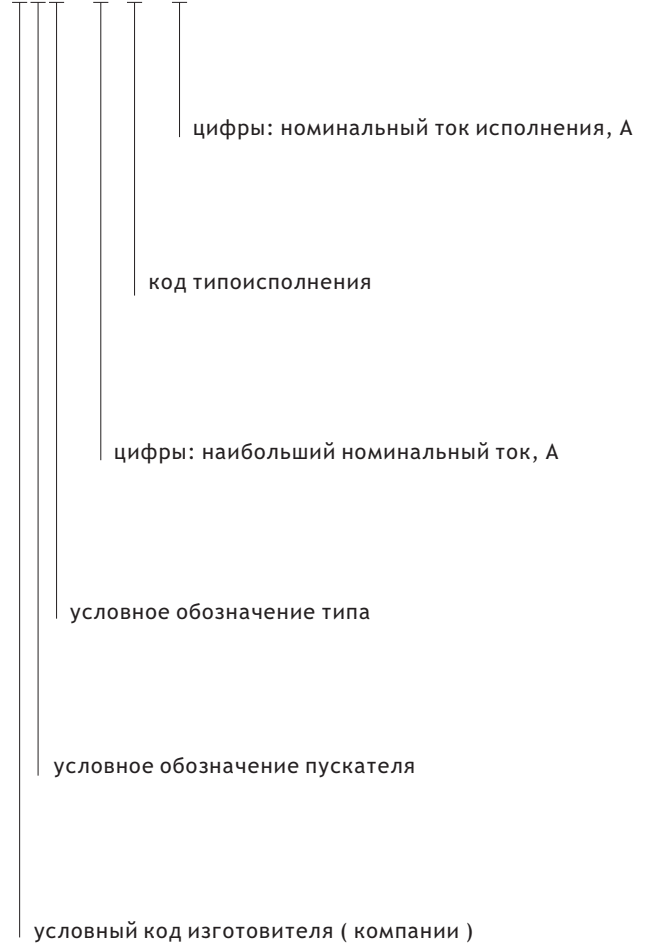 цифры: номинальный ток исполнения, А
код типоисполнения
цифры: наибольший номинальный ток, А
условное обозначение типа
условное обозначение пускателя
условный код изготовителя ( компании )